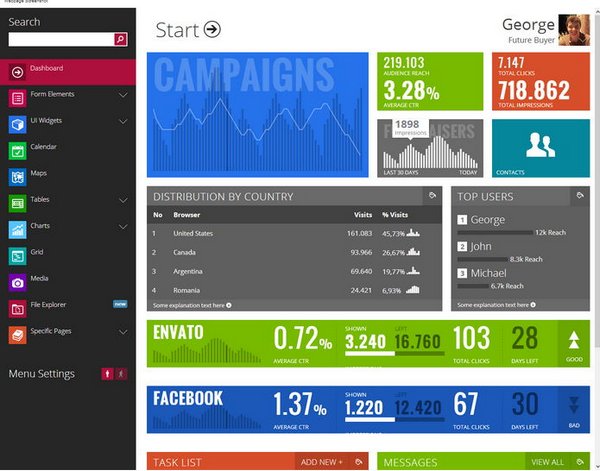 Webpage Screenshot
Search
Dashboard
Form Elements
UI Widgets
Calendar
Maps
Tables
Charts
Grid
Media
File Explorer new
Specific Pages
Menu Settings
Start
George
Future Buyer
CAMPAIGNS
219.103
AUDIENCE REACH
3.28%
AVERAGE CTR
7.147
TOTAL CLICKS
718.862
TOTAL IMPRESSIONS
1898
impressions
USERS
LAST 30 DAYS TODAY
CONTACTS
DISTRIBUTION BY COUNTRY
No Browser Visits % Visits
1 United States 161.083 45,73%
2 Canada 93.966 26,67%
3 Argentina 69.640 19,77%
4 Romania 24.421 6,93%
Some explanation text here
TOP USERS
1 George
12k Reach
2 John
8.3k Reach
3 Michael
6.7k Reach
Some explanation text here
ENVATO
0.72%
AVERAGE CTR
SHOWN LEFT
3.240 16.760
103
TOTAL CLICKS
28
DAYS LEFT
GOOD
FACEBOOK
1.37%
AVERAGE CTR
SHOWN LEFT
1.220 12.420
67
TOTAL CLICKS
30
DAYS LEFT
BAD
TASK LIST ADD NEW +
MESSAGES VIEW ALL